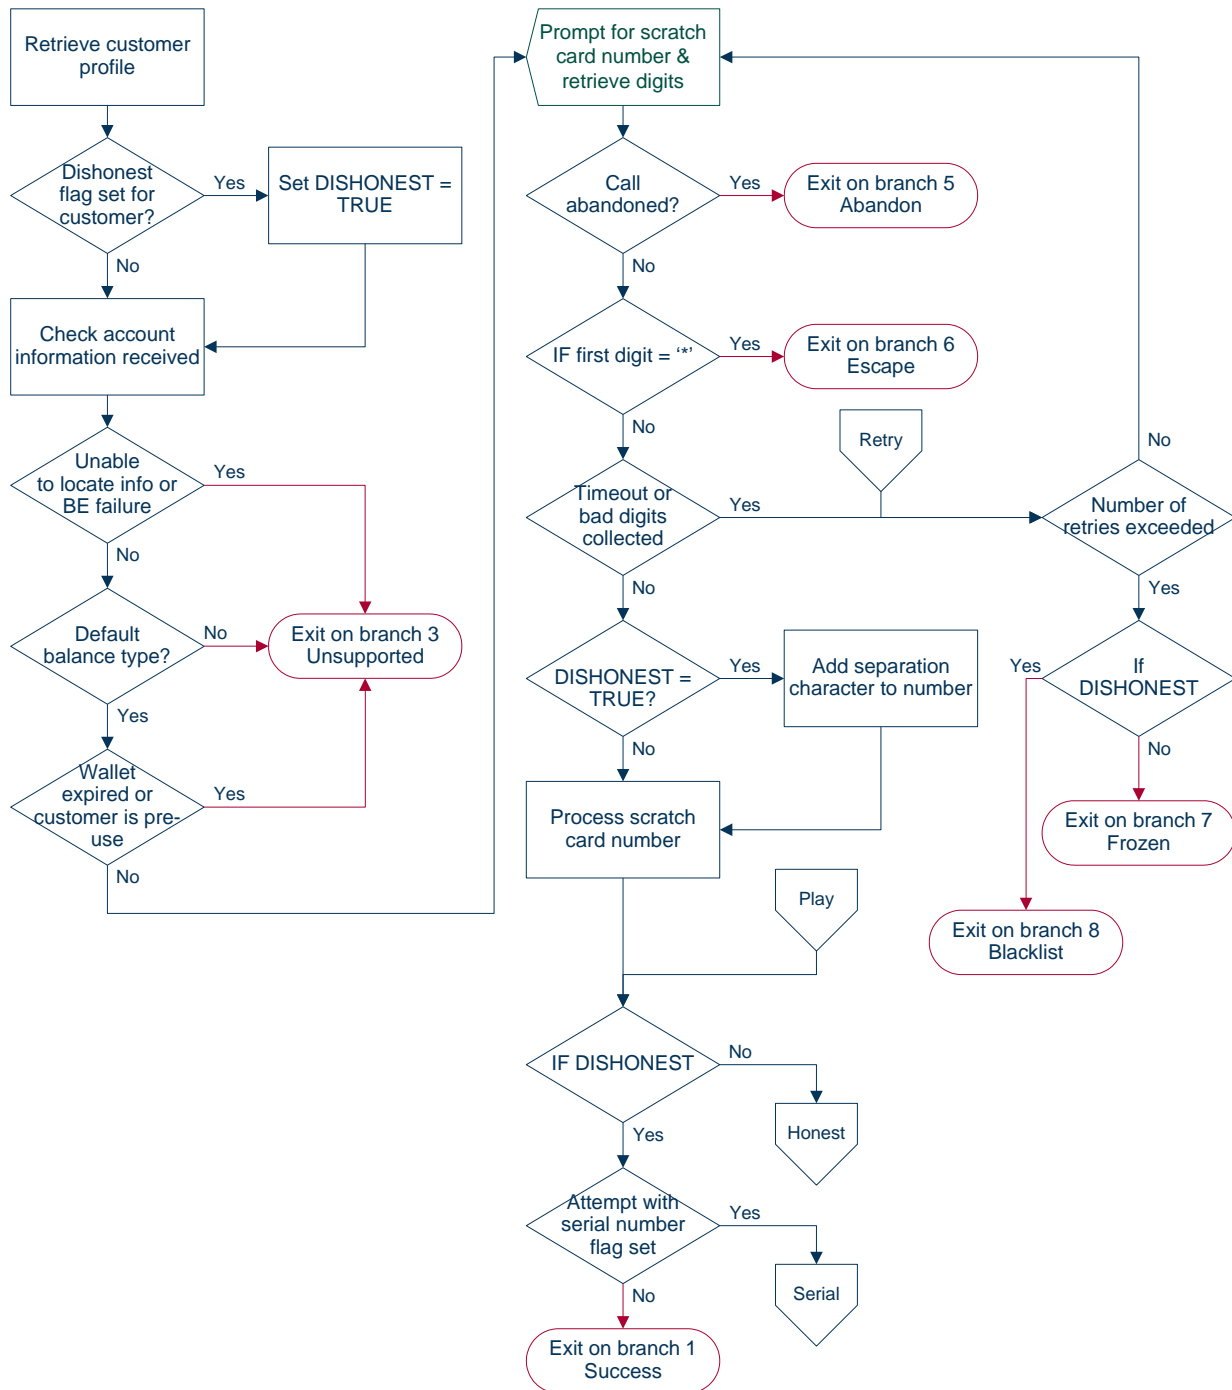 Retrieve customer
profile
Dishonest
flag set for
customer?
Yes
Set DISHONEST =
TRUE
No
Check account
information received
Unable
to locate info or
BE failure
Yes
No
Default
balance type?
No
Exit on branch 3
Unsupported
Yes
Wallet
expired or
customer is pre-
use
Yes
No
Prompt for scratch
card number &
retrieve digits
Call
abandoned?
Yes
Exit on branch 5
Abandon
No
IF first digit = ‘*’
Yes
Exit on branch 6
Escape
No
Retry
Timeout or
bad digits
collected
Yes
No
Number of
retries exceeded
No
Yes
DISHONEST =
TRUE?
Yes
Add separation
character to number
Yes
If
DISHONEST
No
No
Process scratch
card number
Exit on branch 7
Frozen
Play
Exit on branch 8
Blacklist
IF DISHONEST
No
Honest
Yes
Attempt with
serial number
flag set
Yes
Serial
No
Exit on branch 1
Success